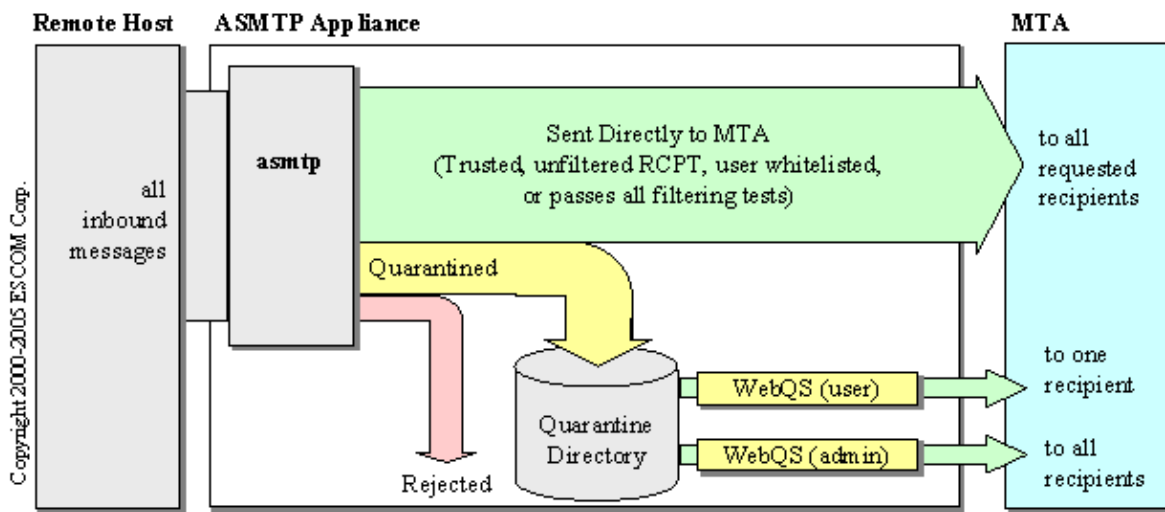 Remote Host
ASMTP Appliance
MTA
Copyright 2000-2005 ESCOM Corp.
all
inbound
messages
asmtp
Sent Directly to MTA
(Trusted, unfiltered RCPT, user whitelisted,
or passes all filtering tests)
to all
requested
recipients
Quarantined
Rejected
Quarantine
Directory
WebQS (user)
to one
recipient
WebQS (admin)
to all
recipients